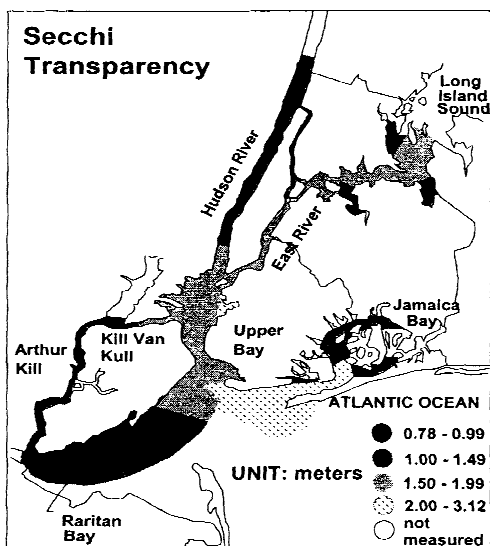 Secchi
Transparency
Long
Island
Sound
Hudson River
East River
Jamaica
Bay
Upper
Bay
Kill Van
Kull
Arthur
Kill
ATLANTIC OCEAN
0.78 - 0.99
1.00 - 1.49
UNIT: meters
1.50 - 1.99
2.00 - 3.12
not
measured
Raritan
Bay